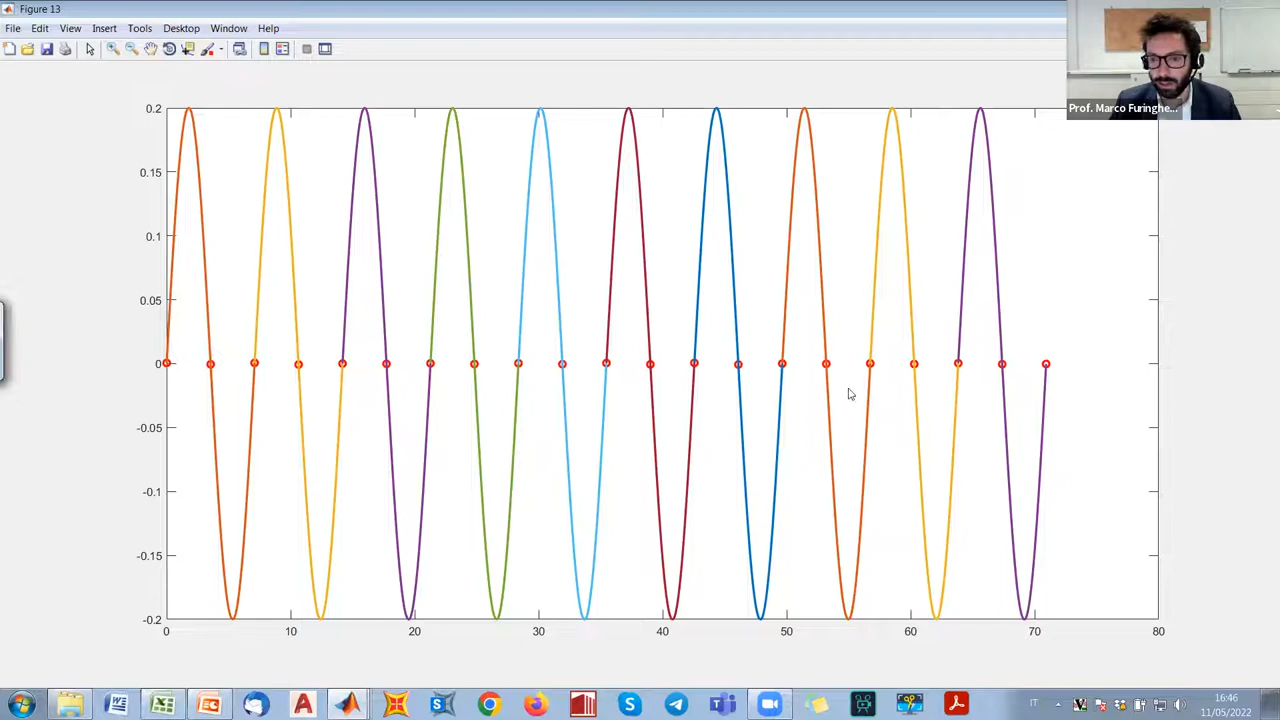 Figure 13
File Edit View Insert Tools Desktop Window Help
Prof. Marco Furinghe...
0.2
0.15
0.1
0.05
0
-0.05
-0.1
-0.15
-0.2
0 10 20 30 40 50 60 70 80
IT
16:46
11/05/2022